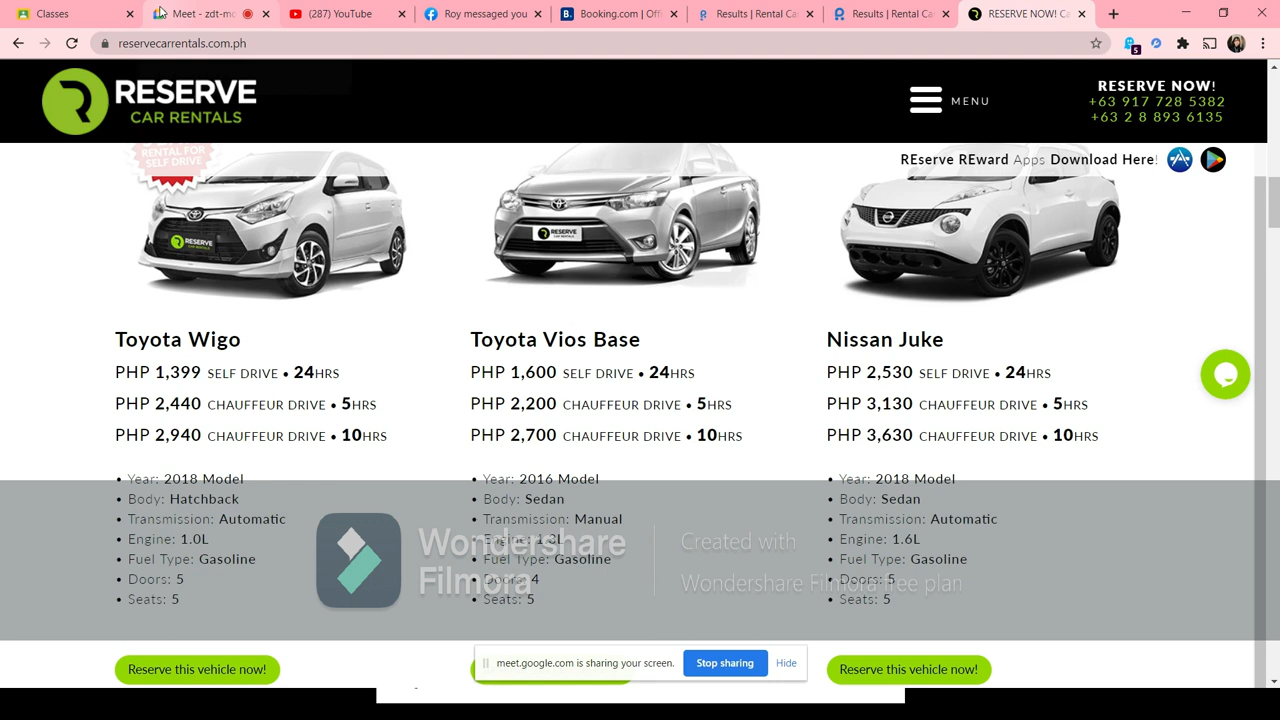 Classes
Meet - zdt-mo
(287) YouTube
Roy messaged you
Booking.com | Offi
Results | Rental Ca
Results | Rental Ca
RESERVE NOW! Ca
reservecarrentals.com.ph
5
RESERVE
CAR RENTALS
MENU
RESERVE NOW!
+63 917 728 5382
+63 2 8 893 6135
RENTAL FOR
SELF DRIVE
REserve REward Apps Download Here!
RESERVE
RESERVE
Toyota Wigo
PHP 1,399 SELF DRIVE • 24HRS
PHP 2,440 CHAUFFEUR DRIVE • 5HRS
PHP 2,940 CHAUFFEUR DRIVE • 10HRS
• Year: 2018 Model
• Body: Hatchback
• Transmission: Automatic
• Engine: 1.0L
• Fuel Type: Gasoline
• Doors: 5
• Seats: 5
Reserve this vehicle now!
Toyota Vios Base
PHP 1,600 SELF DRIVE • 24HRS
PHP 2,200 CHAUFFEUR DRIVE • 5HRS
PHP 2,700 CHAUFFEUR DRIVE • 10HRS
• Year: 2016 Model
• Body: Sedan
• Transmission: Manual
• Engine:
• Fuel Type: Gasoline
• Doors: 4
• Seats: 5
Nissan Juke
PHP 2,530 SELF DRIVE • 24HRS
PHP 3,130 CHAUFFEUR DRIVE • 5HRS
PHP 3,630 CHAUFFEUR DRIVE • 10HRS
• Year: 2018 Model
• Body: Sedan
• Transmission: Automatic
• Engine: 1.6L
• Fuel Type: Gasoline
• Doors: 5
• Seats: 5
Reserve this vehicle now!
Wondershare
Filmora
Created with
Wondershare Filmora free plan
meet.google.com is sharing your screen.
Stop sharing
Hide